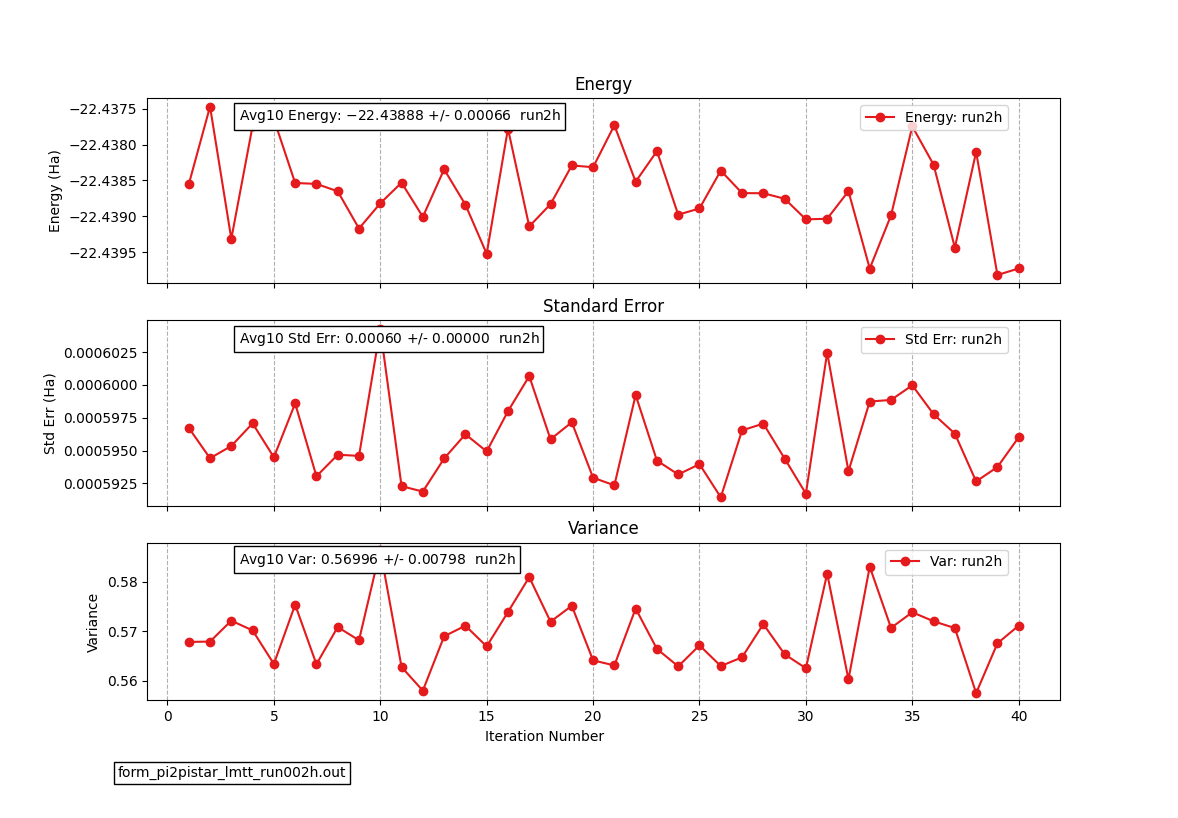 Energy
Avg10 Energy: −22.43888 +/- 0.00066  run2h
Energy: run2h
Energy (Ha)
−22.4375
−22.4380
−22.4385
−22.4390
−22.4395
Standard Error
Avg10 Std Err: 0.00060 +/- 0.00000  run2h
Std Err: run2h
Std Err (Ha)
0.0006025
0.0006000
0.0005975
0.0005950
0.0005925
Variance
Avg10 Var: 0.56996 +/- 0.00798  run2h
Var: run2h
Variance
0.58
0.57
0.56
0 5 10 15 20 25 30 35 40
Iteration Number
form_pi2pistar_lmtt_run002h.out